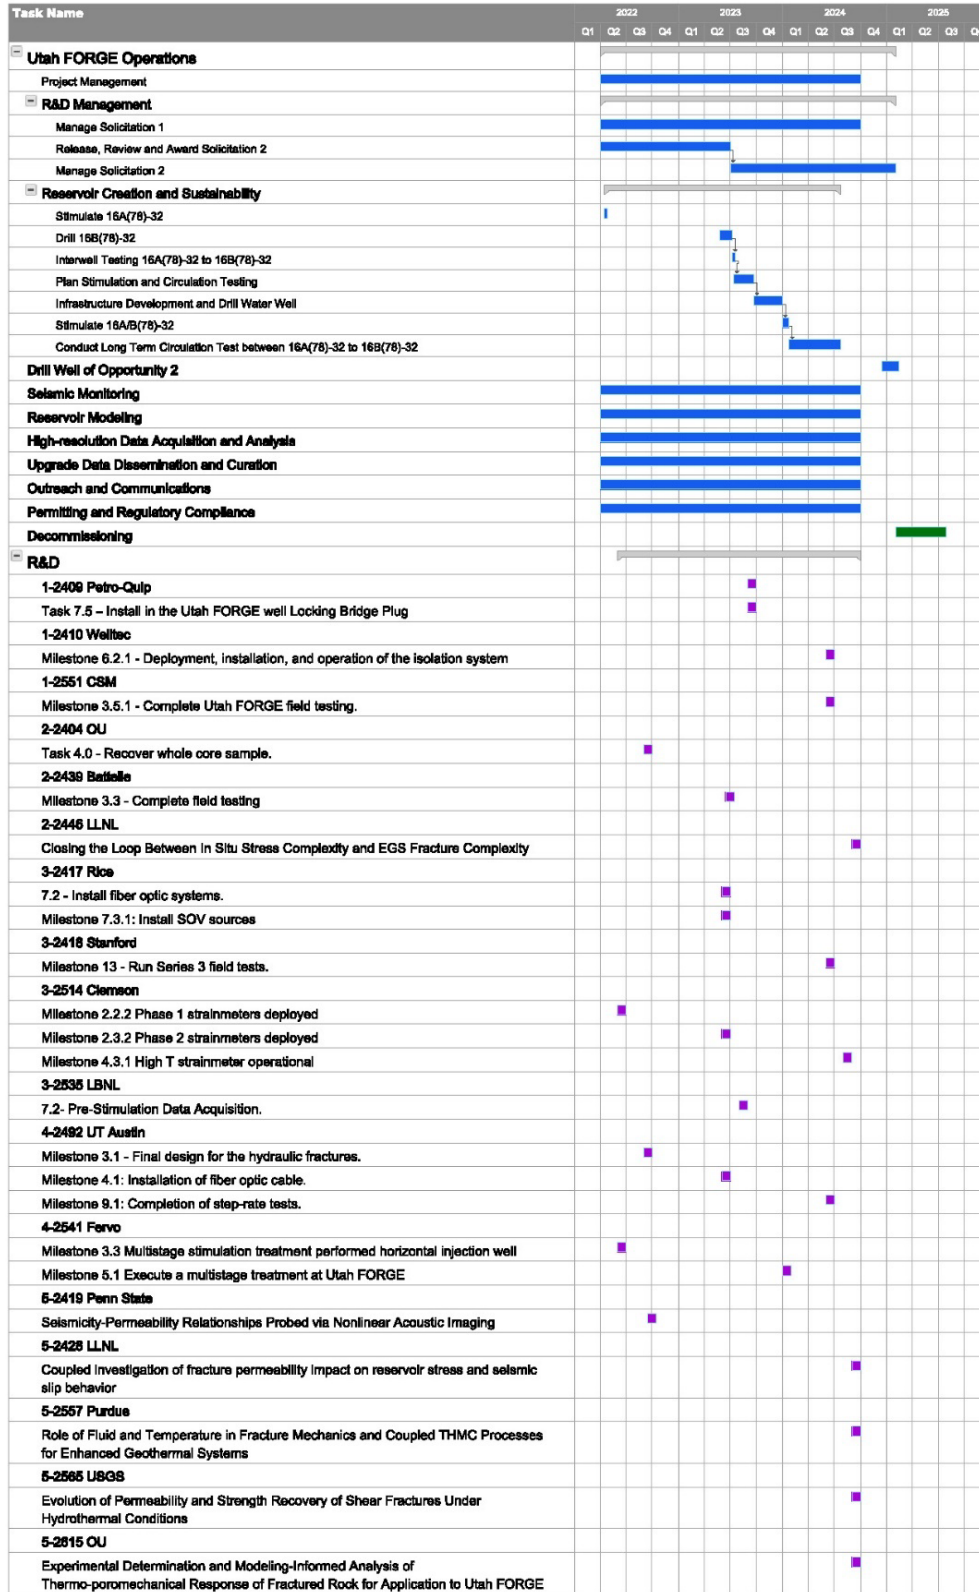 Task Name
2022 2023 2024 2025
Q1 Q2 Q3 Q4 Q1 Q2 Q3 Q4 Q1 Q2 Q3 Q4 Q1 Q2 Q3
Utah FORGE Operations
Project Management
R&D Management
Manage Solicitation 1
Release, Review and Award Solicitation 2
Manage Solicitation 2
Reservoir Creation and Sustainability
Stimulate 16A(78)-32
Drill 16B(78)-32
Interwell Testing 16A(78)-32 to 16B(78)-32
Plan Stimulation and Circulation Testing
Infrastructure Development and Drill Water Well
Stimulate 16A/B(78)-32
Conduct Long Term Circulation Test between 16A(78)-32 to 16B(78)-32
Drill Well of Opportunity 2
Seismic Monitoring
Reservoir Modeling
High-resolution Data Acquisition and Analysis
Upgrade Data Dissemination and Curation
Outreach and Communications
Permitting and Regulatory Compliance
Decommissioning
R&D
1-2409 Petro-Quip
Task 7.5 – Install in the Utah FORGE well Locking Bridge Plug
1-2410 Welltec
Milestone 6.2.1 - Deployment, installation, and operation of the isolation system
1-2551 CSM
Milestone 3.5.1 - Complete Utah FORGE field testing.
2-2404 OU
Task 4.0 - Recover whole core sample.
2-2439 Battelle
Milestone 3.3 - Complete field testing
2-2446 LLNL
Closing the Loop Between In Situ Stress Complexity and EGS Fracture Complexity
3-2417 Rice
7.2 - Install fiber optic systems.
Milestone 7.3.1: Install SOV sources
3-2418 Stanford
Milestone 13 - Run Series 3 field tests.
3-2514 Clemson
Milestone 2.2.2 Phase 1 strainmeters deployed
Milestone 2.3.2 Phase 2 strainmeters deployed
Milestone 4.3.1 High T strainmeter operational
3-2535 LBNL
7.2- Pre-Stimulation Data Acquisition.
4-2492 UT Austin
Milestone 3.1 - Final design for the hydraulic fractures.
Milestone 4.1: Installation of fiber optic cable.
Milestone 9.1: Completion of step-rate tests.
4-2541 Fervo
Milestone 3.3 Multistage stimulation treatment performed horizontal injection well
Milestone 5.1 Execute a multistage treatment at Utah FORGE
5-2419 Penn State
Seismicity-Permeability Relationships Probed via Nonlinear Acoustic Imaging
5-2428 LLNL
Coupled investigation of fracture permeability impact on reservoir stress and seismic
slip behavior
5-2557 Purdue
Role of Fluid and Temperature in Fracture Mechanics and Coupled THMC Processes
for Enhanced Geothermal Systems
5-2565 USGS
Evolution of Permeability and Strength Recovery of Shear Fractures Under
Hydrothermal Conditions
5-2615 OU
Experimental Determination and Modeling-Informed Analysis of
Thermo-poromechanical Response of Fractured Rock for Application to Utah FORGE